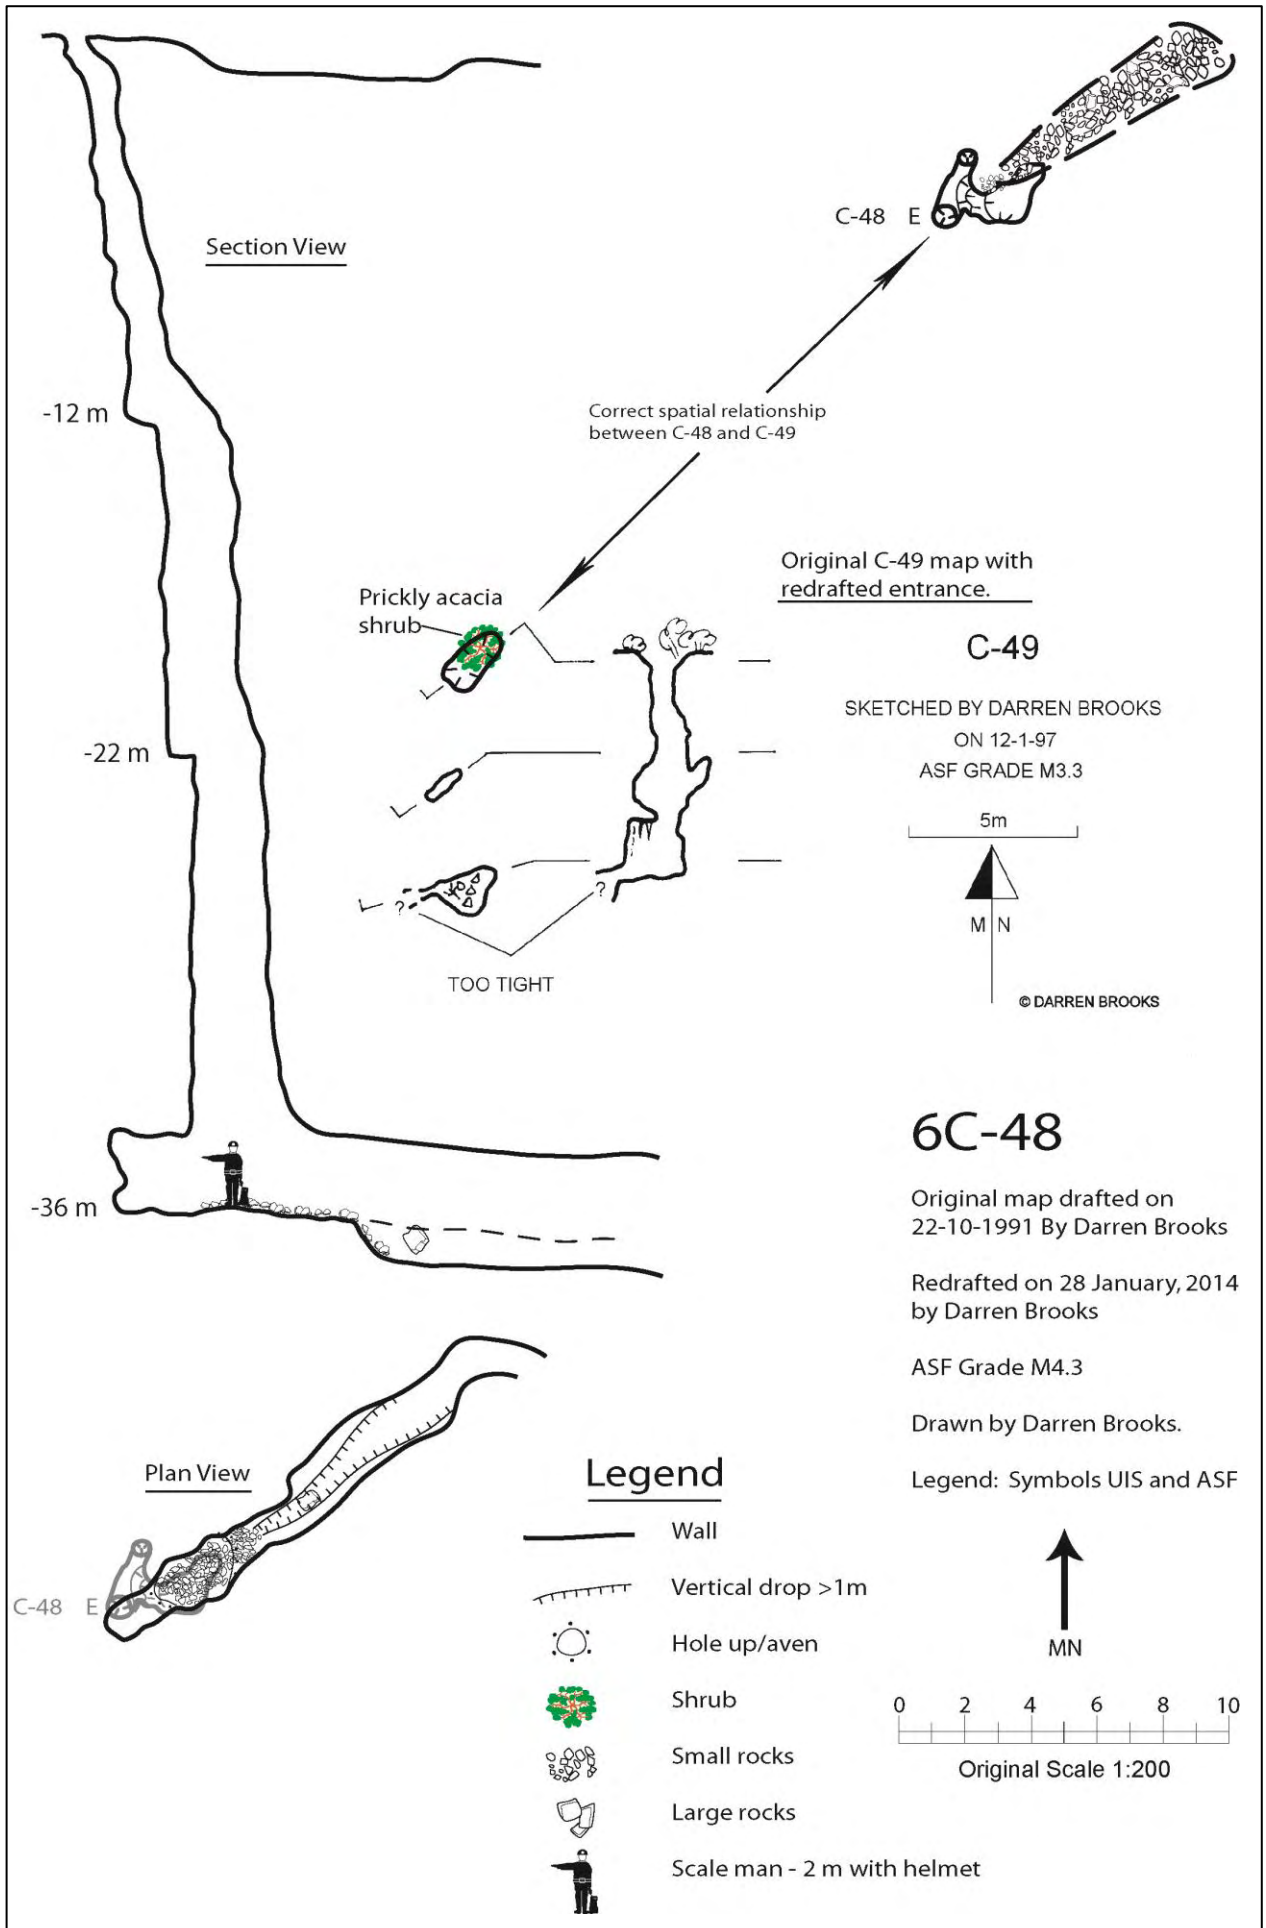 C-48 E
Section View
-12 m
Correct spatial relationship
between C-48 and C-49
Original C-49 map with
redrafted entrance.
Prickly acacia
shrub
C-49
SKETCHED BY DARREN BROOKS
ON 12-1-97
ASF GRADE M3.3
-22 m
5m
?
?
M N
TOO TIGHT
© DARREN BROOKS
6C-48
Original map drafted on
22-10-1991 By Darren Brooks
Redrafted on 28 January, 2014
by Darren Brooks
ASF Grade M4.3
Drawn by Darren Brooks.
Legend: Symbols UIS and ASF
-36 m
Plan View
C-48 E
Legend
Wall
Vertical drop >1m
Hole up/aven
Shrub
Small rocks
Large rocks
Scale man - 2 m with helmet
MN
0 2 4 6 8 10
Original Scale 1:200